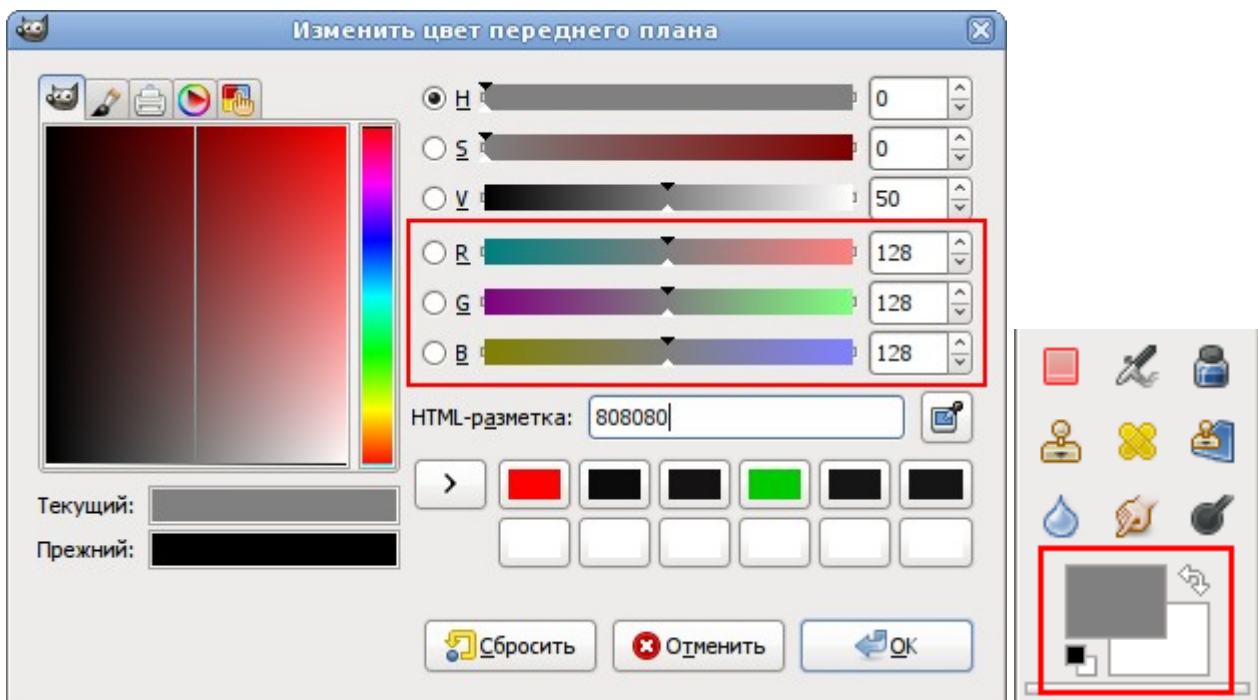 Изменить цвет переднего плана
H 0
S 0
V 50
R 128
G 128
B 128
HTML-разметка: 808080
>
Текущий:
Прежний:
Сбросить Отменить OK